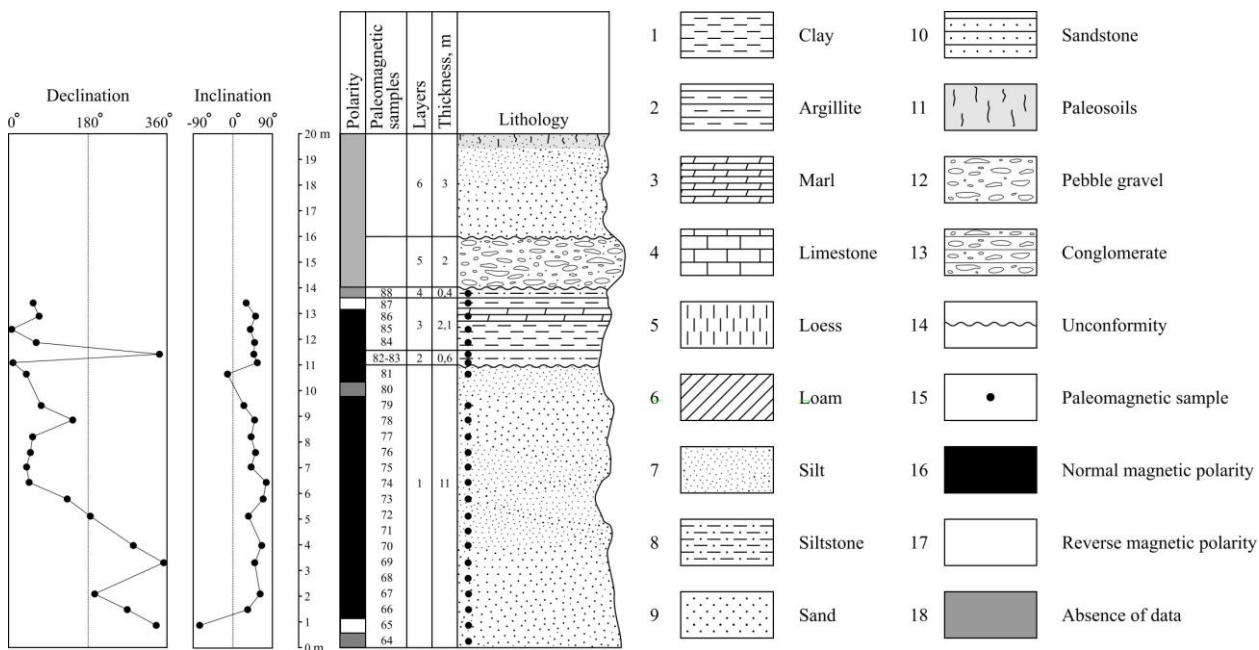 Declination
0° 180° 360°
Inclination
-90° 0° 90°
Polarity
Paleomagnetic samples
Layers
Thickness, m
Lithology
20 m
19
18
17
16
15
14
13
12
11
10
9
8
7
6
5
4
3
2
1
0 m
6 3
5 2
88 4 0,4
87
86
85 3 2,1
84
82-83 2 0,6
81
80
79
78
77
76
75
74 1 11
73
72
71
70
69
68
67
66
65
64
1 Clay
2 Argillite
3 Marl
4 Limestone
5 Loess
6 Loam
7 Silt
8 Siltstone
9 Sand
10 Sandstone
11 Paleosoils
12 Pebble gravel
13 Conglomerate
14 Unconformity
15 Paleomagnetic sample
16 Normal magnetic polarity
17 Reverse magnetic polarity
18 Absence of data